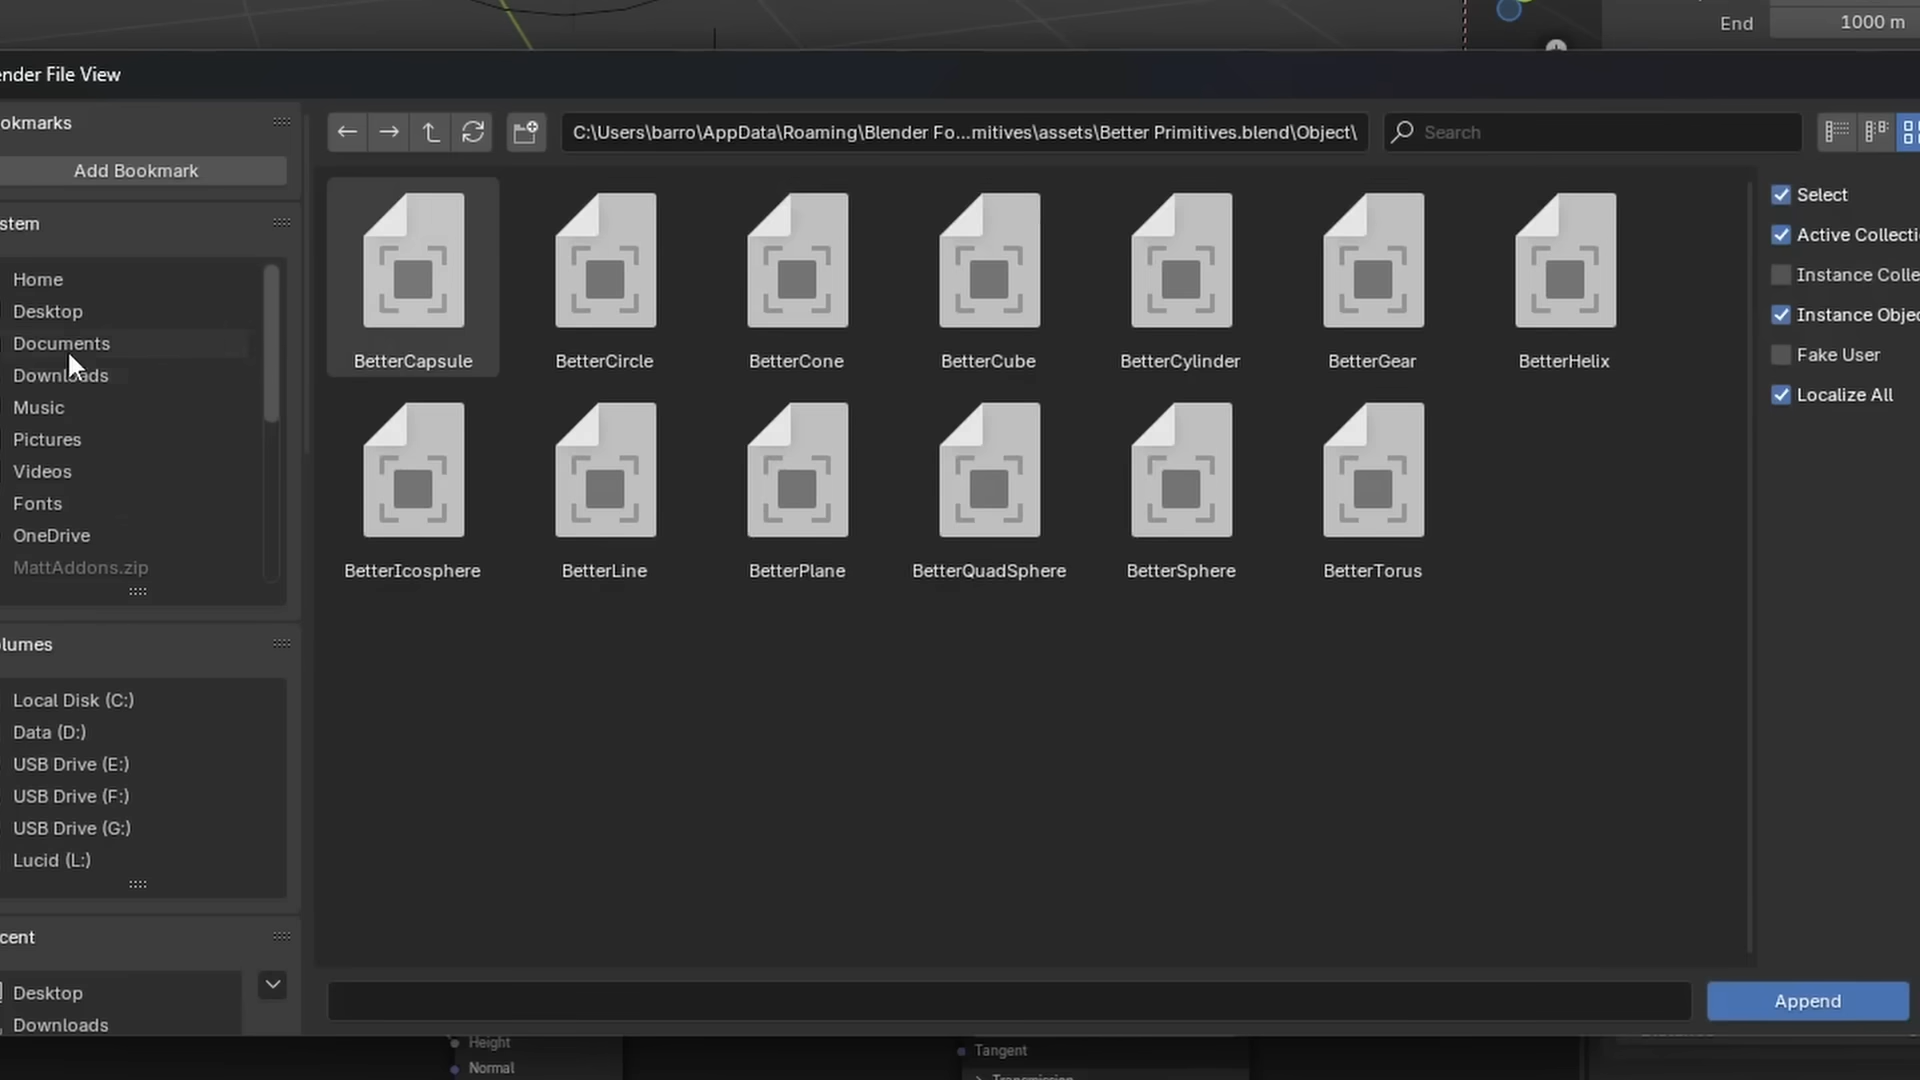 End 1000 m
ender File View
okmarks
Add Bookmark
stem
Home
Desktop
Documents
Downloads
Music
Pictures
Videos
Fonts
OneDrive
MattAddons.zip
lumes
Local Disk (C:)
Data (D:)
USB Drive (E:)
USB Drive (F:)
USB Drive (G:)
Lucid (L:)
cent
Desktop
Downloads
C:\Users\barro\AppData\Roaming\Blender Fo...mitives\assets\Better Primitives.blend\Object\
Search
BetterCapsule BetterCircle BetterCone BetterCube BetterCylinder BetterGear BetterHelix
BetterIcosphere BetterLine BetterPlane BetterQuadSphere BetterSphere BetterTorus
Select
Active Collecti
Instance Colle
Instance Objec
Fake User
Localize All
Append
Height
Normal
Tangent